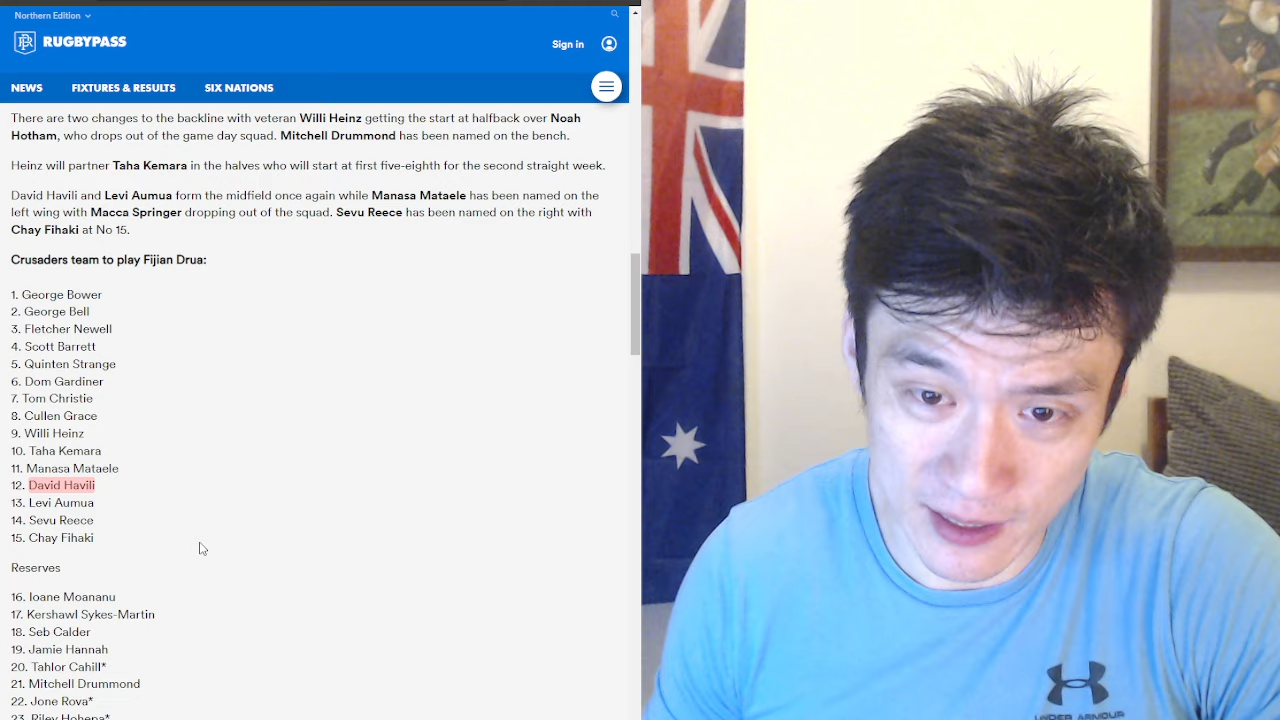 Northern Edition
RUGBYPASS
Sign in
NEWS FIXTURES & RESULTS SIX NATIONS
There are two changes to the backline with veteran Willi Heinz getting the start at halfback over Noah
Hotham, who drops out of the game day squad. Mitchell Drummond has been named on the bench.
Heinz will partner Taha Kemara in the halves who will start at first five-eighth for the second straight week.
David Havili and Levi Aumua form the midfield once again while Manasa Mataele has been named on the
left wing with Macca Springer dropping out of the squad. Sevu Reece has been named on the right with
Chay Fihaki at No 15.
Crusaders team to play Fijian Drua:
1. George Bower
2. George Bell
3. Fletcher Newell
4. Scott Barrett
5. Quinten Strange
6. Dom Gardiner
7. Tom Christie
8. Cullen Grace
9. Willi Heinz
10. Taha Kemara
11. Manasa Mataele
12. David Havili
13. Levi Aumua
14. Sevu Reece
15. Chay Fihaki
Reserves
16. Ioane Moananu
17. Kershawl Sykes-Martin
18. Seb Calder
19. Jamie Hannah
20. Tahlor Cahill*
21. Mitchell Drummond
22. Jone Rova*
23. Riley Hohepa*
UNDER ARMOUR